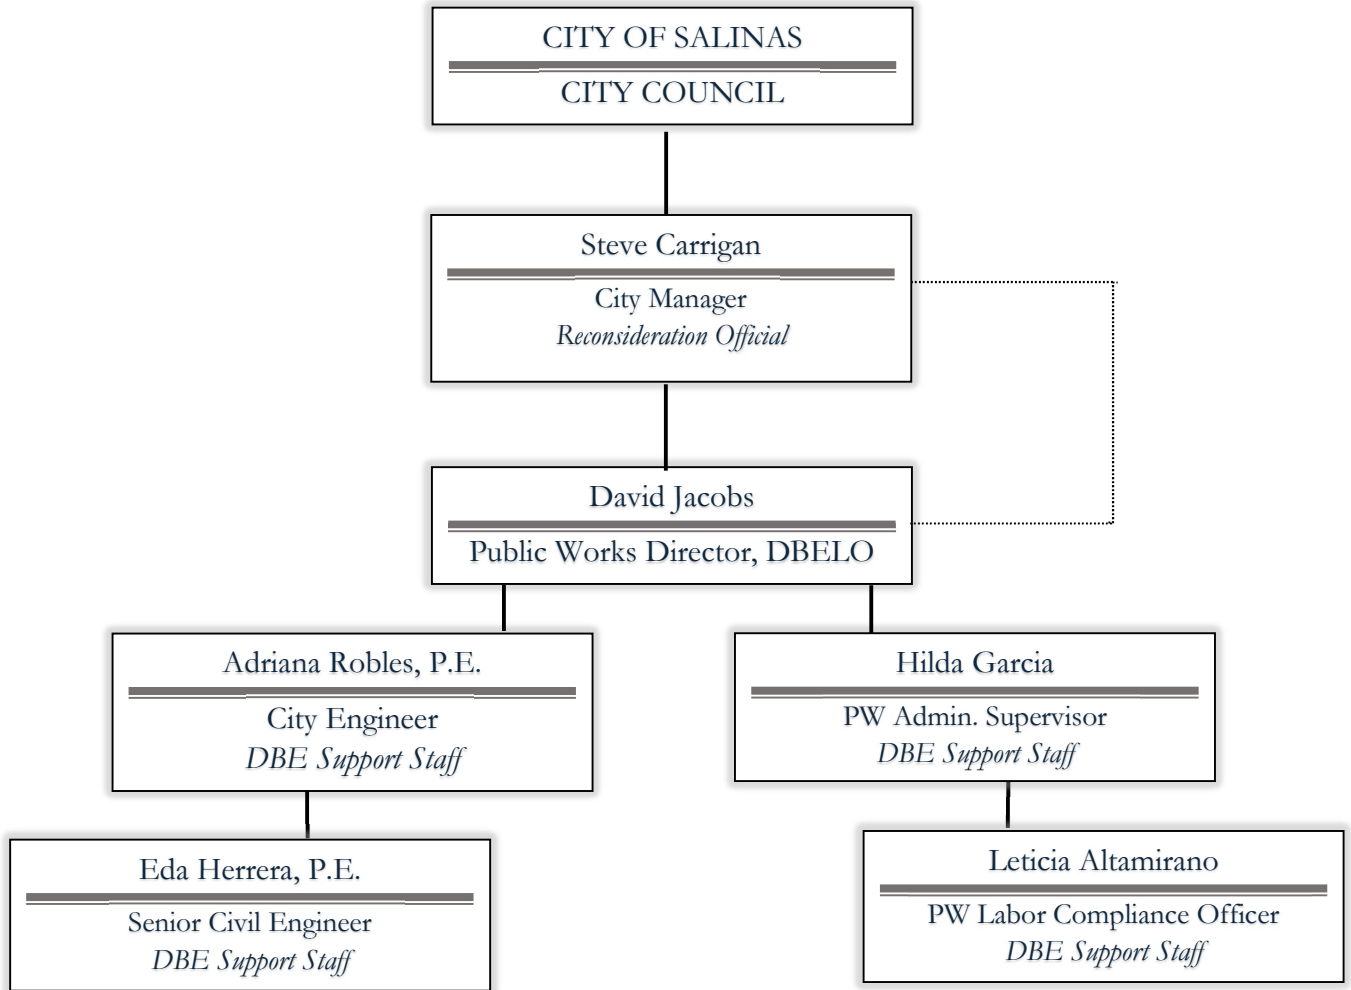 CITY OF SALINAS
CITY COUNCIL
Steve Carrigan
City Manager
Reconsideration Official
David Jacobs
Public Works Director, DBELO
Adriana Robles, P.E.
City Engineer
DBE Support Staff
Hilda Garcia
PW Admin. Supervisor
DBE Support Staff
Eda Herrera, P.E.
Senior Civil Engineer
DBE Support Staff
Leticia Altamirano
PW Labor Compliance Officer
DBE Support Staff